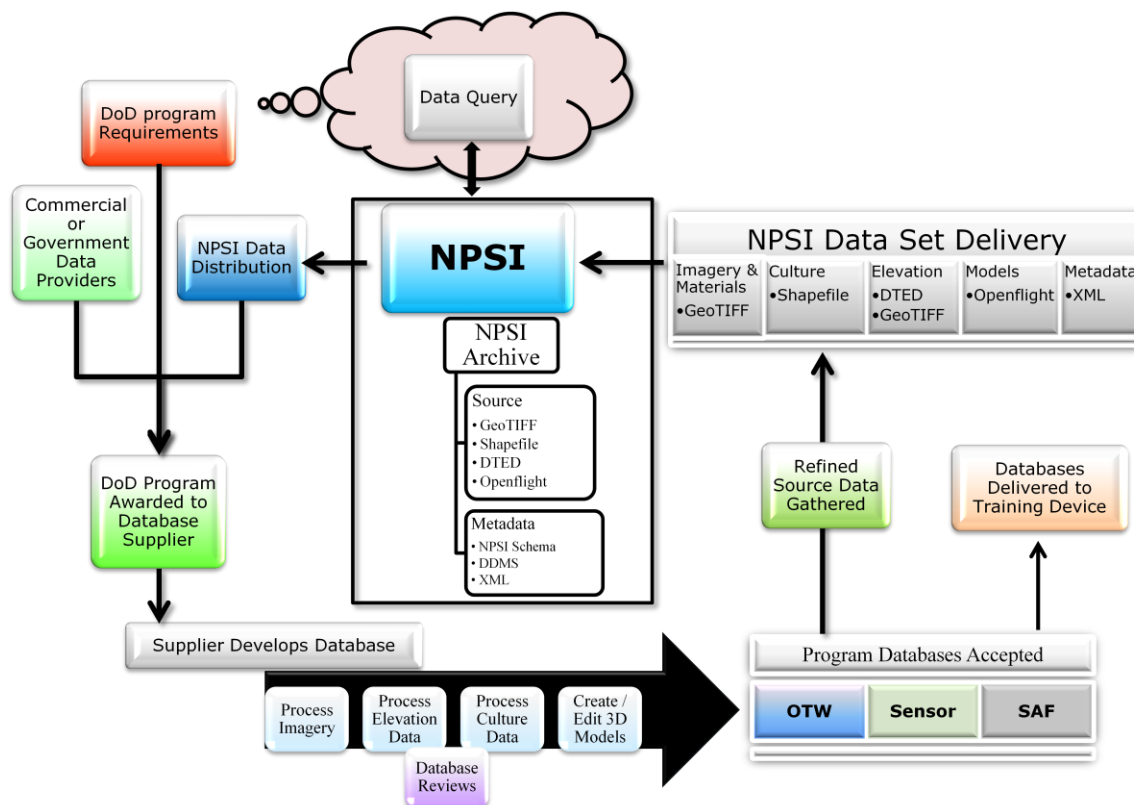 Data Query
DoD program
Requirements
Commercial
or
Government
Data
Providers
NPSI Data
Distribution
NPSI
NPSI
Archive
Source
• GeoTIFF
• Shapefile
• DTED
• Openflight
Metadata
• NPSI Schema
• DDMS
• XML
NPSI Data Set Delivery
Imagery &
Materials
•GeoTIFF
Culture
•Shapefile
Elevation
•DTED
•GeoTIFF
Models
•Openflight
Metadata
•XML
DoD Program
Awarded to
Database
Supplier
Refined
Source Data
Gathered
Databases
Delivered to
Training Device
Supplier Develops Database
Process
Imagery
Process
Elevation
Data
Process
Culture
Data
Create /
Edit 3D
Models
Database
Reviews
Program Databases Accepted
OTW
Sensor
SAF